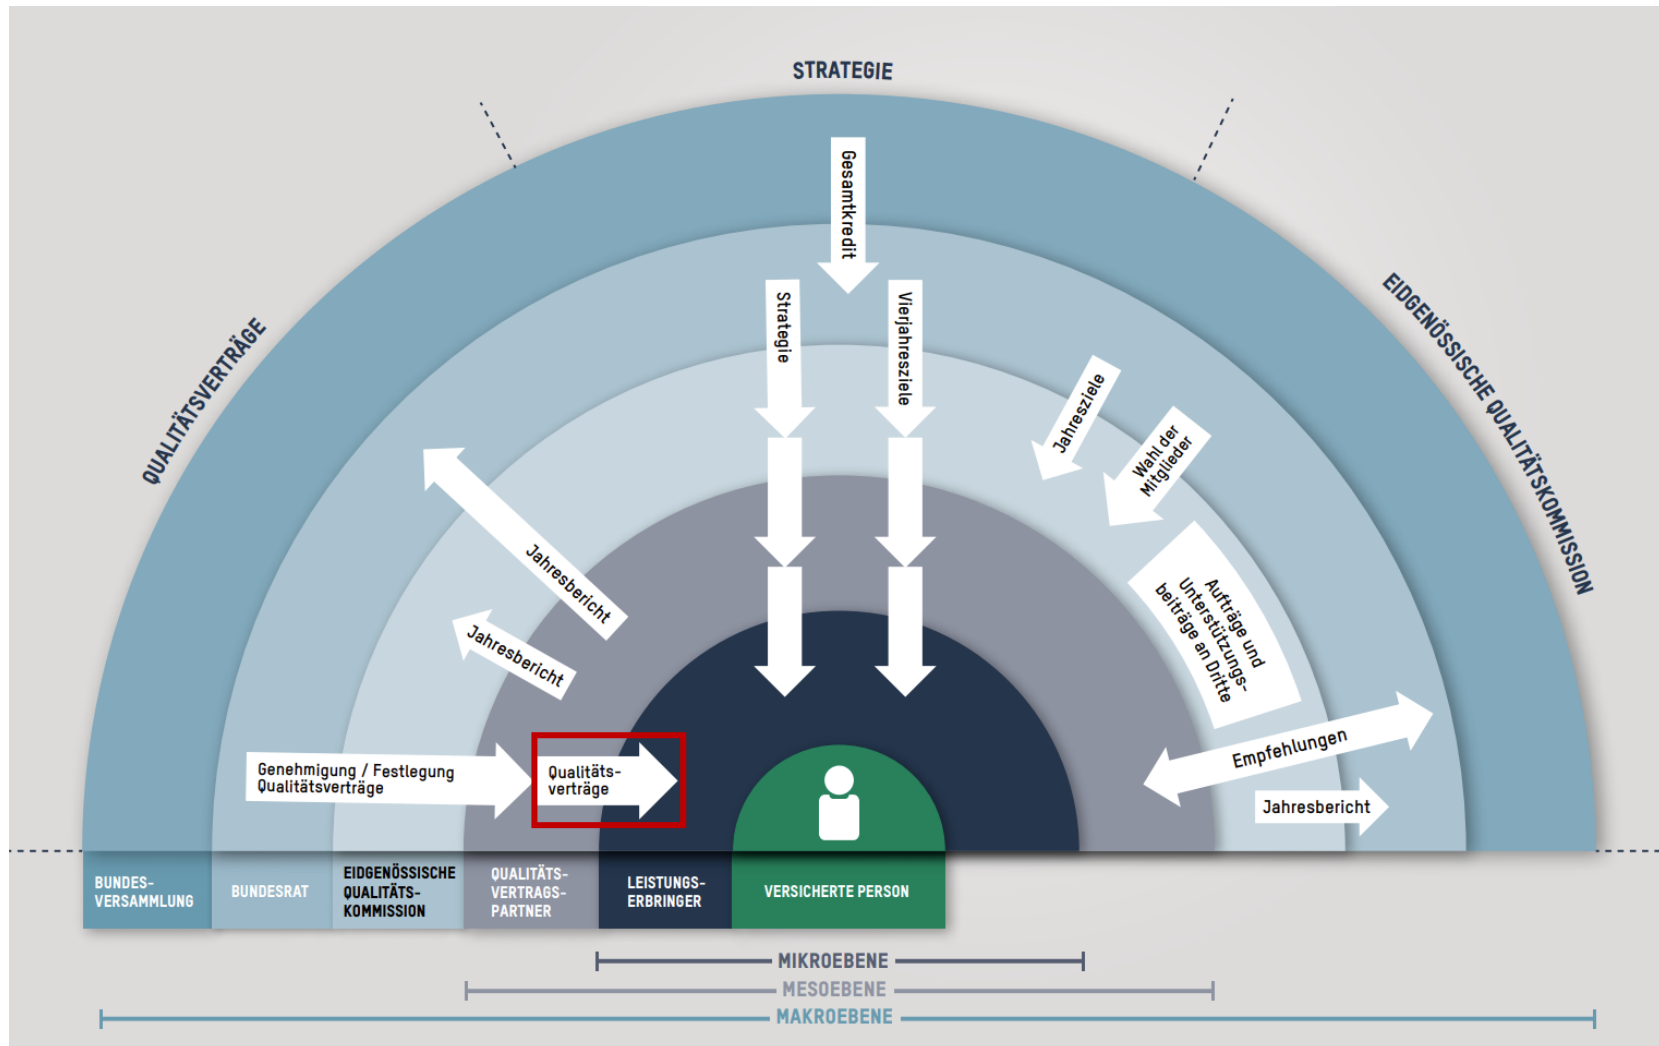 STRATEGIE
QUALITÄTSVERTRÄGE
EIDGENÖSSISCHE QUALITÄTSKOMMISSION
Gesamtkredit
Strategie
Vierjahresziele
Jahresziele
Wahl der
Mitglieder
Aufträge und
Unterstützungs-
beiträge an Dritte
Jahresbericht
Jahresbericht
Genehmigung / Festlegung
Qualitätsverträge
Qualitäts-
verträge
Empfehlungen
Jahresbericht
BUNDES-
VERSAMMLUNG
BUNDESRAT
EIDGENÖSSISCHE
QUALITÄTS-
KOMMISSION
QUALITÄTS-
VERTRAGS-
PARTNER
LEISTUNGS-
ERBRINGER
VERSICHERTE PERSON
MIKROEBENE
MESOEBENE
MAKROEBENE